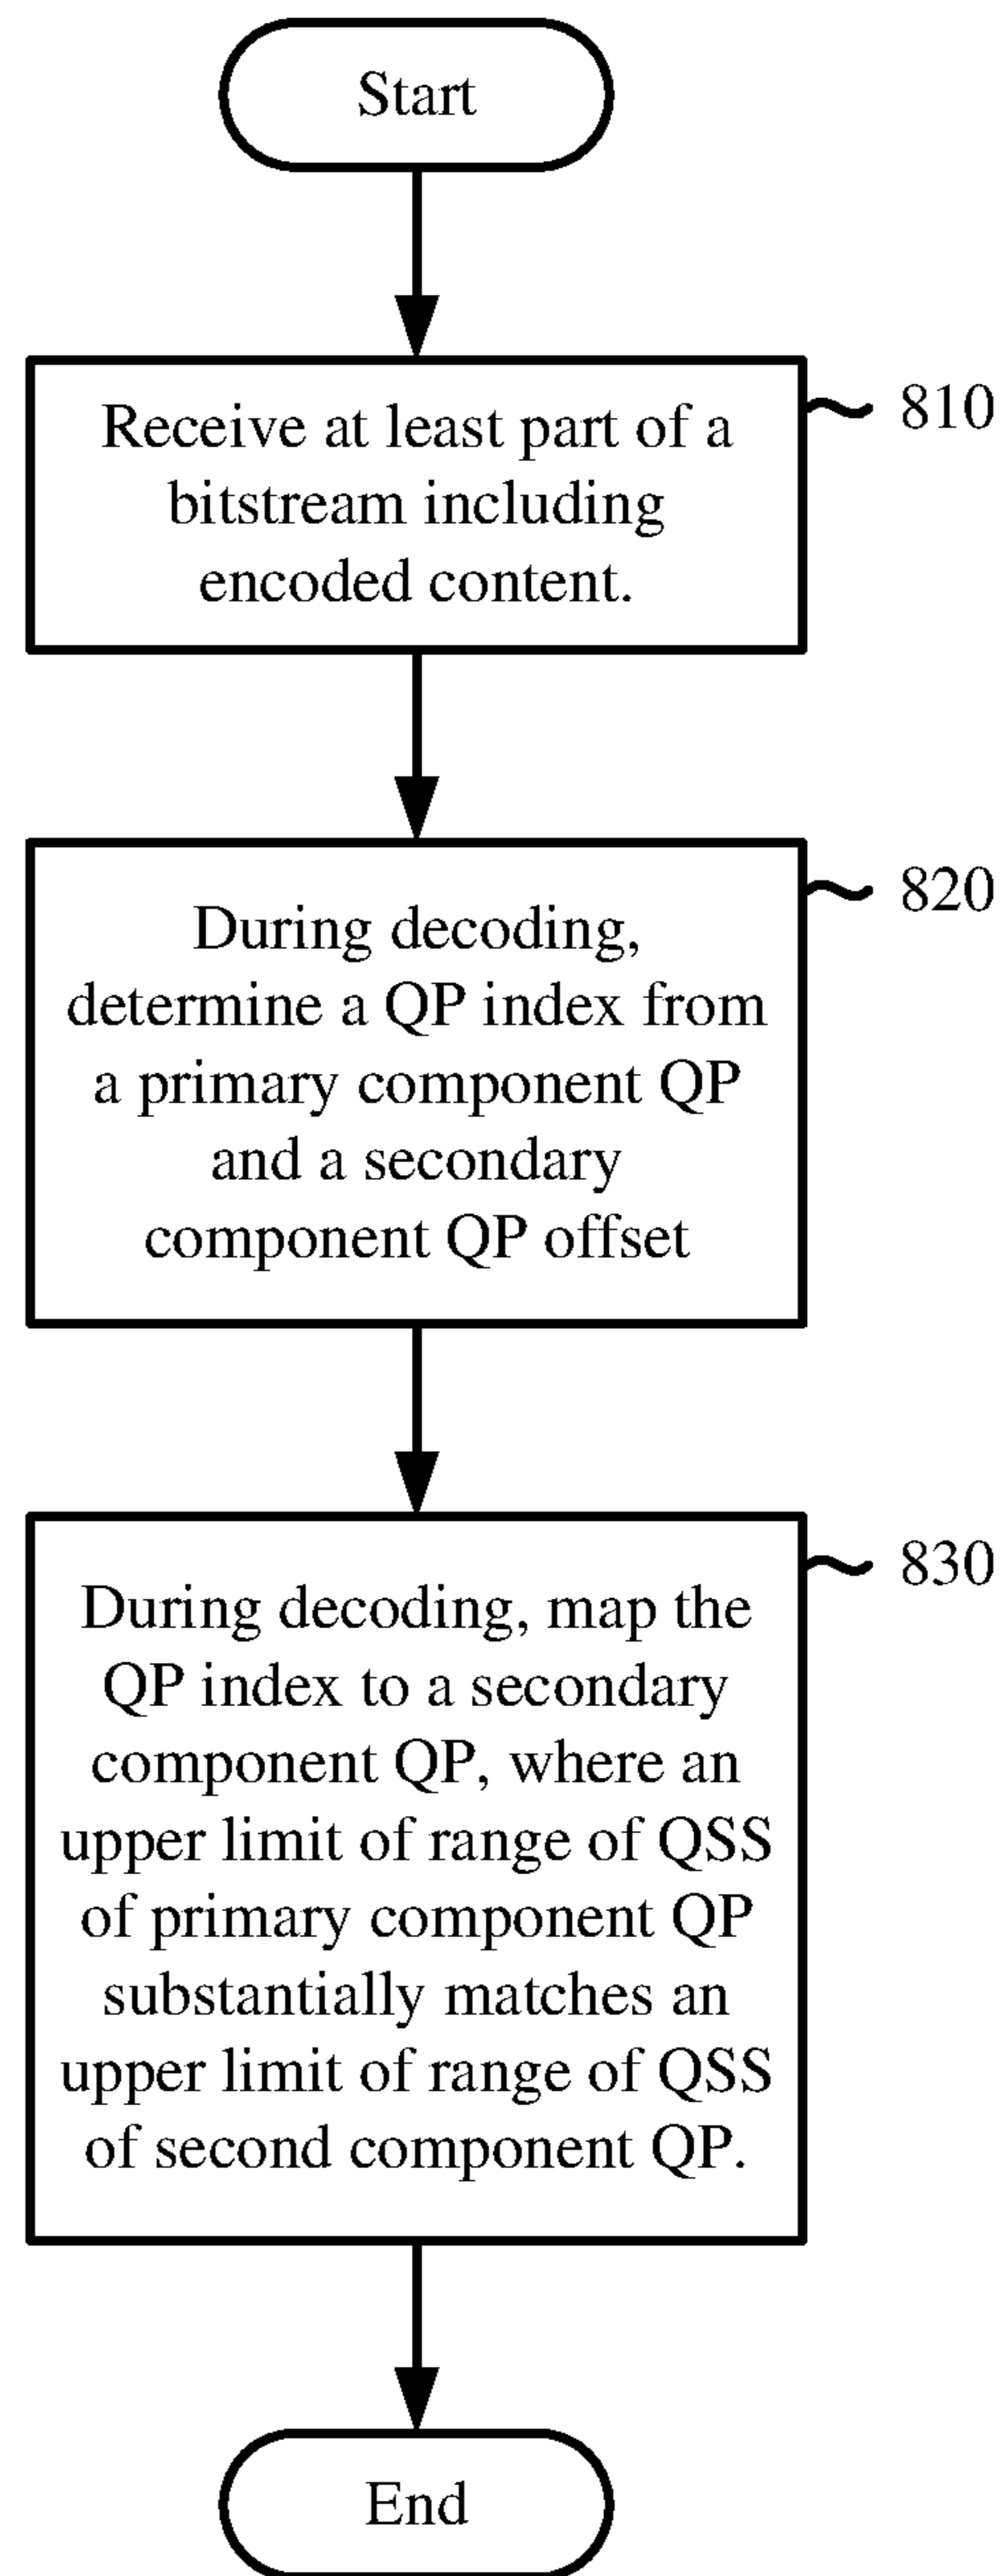 Start
Receive at least part of a
bitstream including
encoded content.
810
During decoding,
determine a QP index from
a primary component QP
and a secondary
component QP offset
820
During decoding, map the
QP index to a secondary
component QP, where an
upper limit of range of QSS
of primary component QP
substantially matches an
upper limit of range of QSS
of second component QP.
830
End